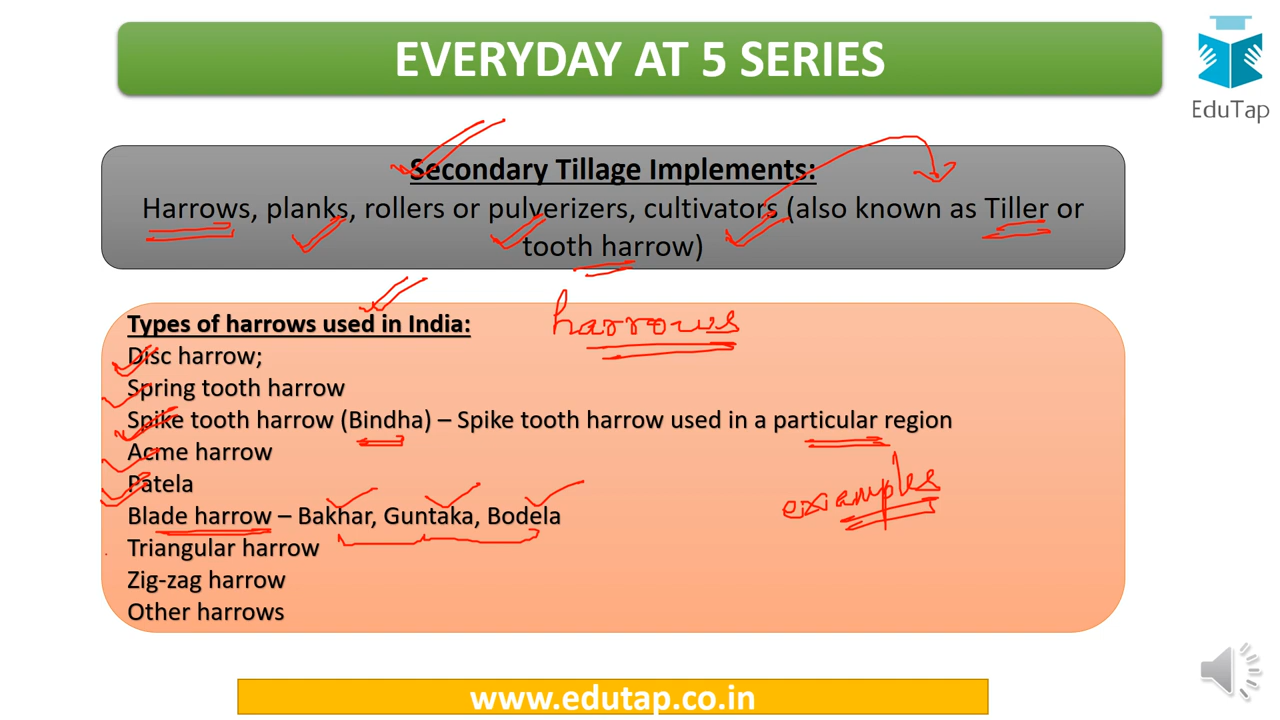 EVERYDAY AT 5 SERIES
EduTap
Secondary Tillage Implements:
Harrows, planks, rollers or pulverizers, cultivators (also known as Tiller or
tooth harrow)
Types of harrows used in India:
harrows
Disc harrow;
Spring tooth harrow
Spike tooth harrow (Bindha) – Spike tooth harrow used in a particular region
Acme harrow
Patela
examples
Blade harrow – Bakhar, Guntaka, Bodela
Triangular harrow
Zig-zag harrow
Other harrows
www.edutap.co.in